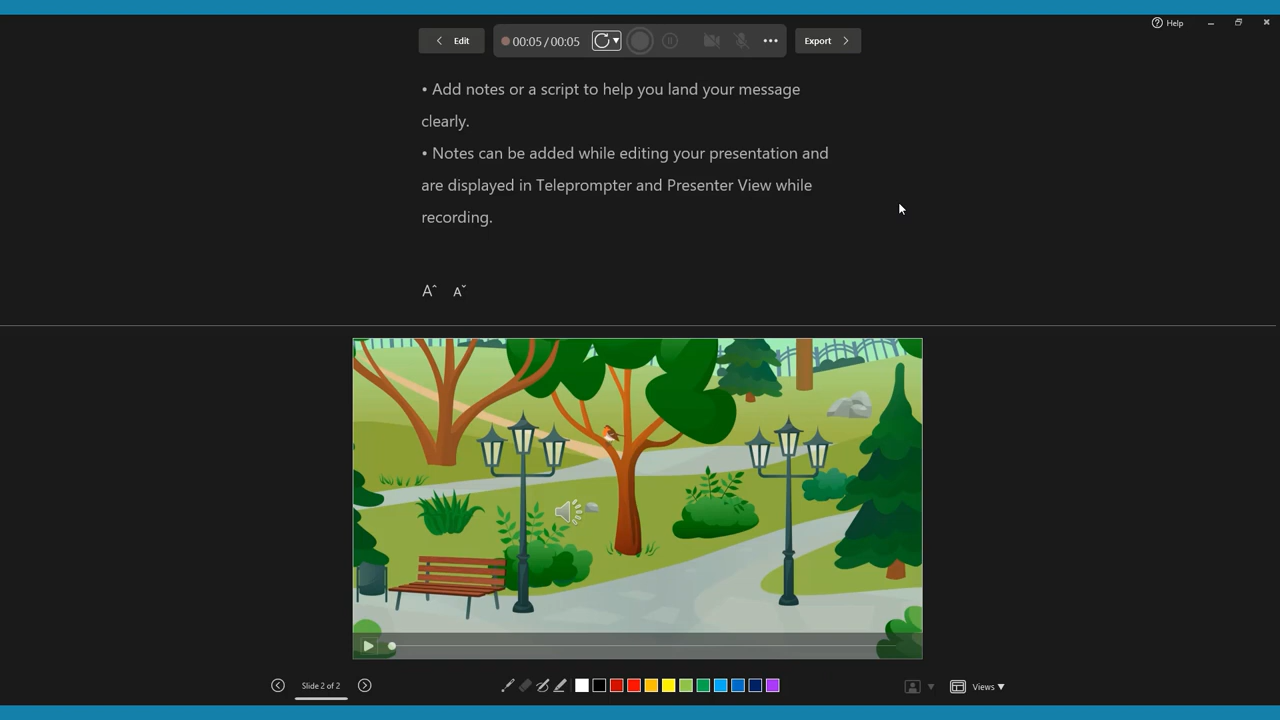 Help
Edit
00:05/00:05
Export
• Add notes or a script to help you land your message
clearly.
• Notes can be added while editing your presentation and
are displayed in Teleprompter and Presenter View while
recording.
A A
Slide 2 of 2
Views